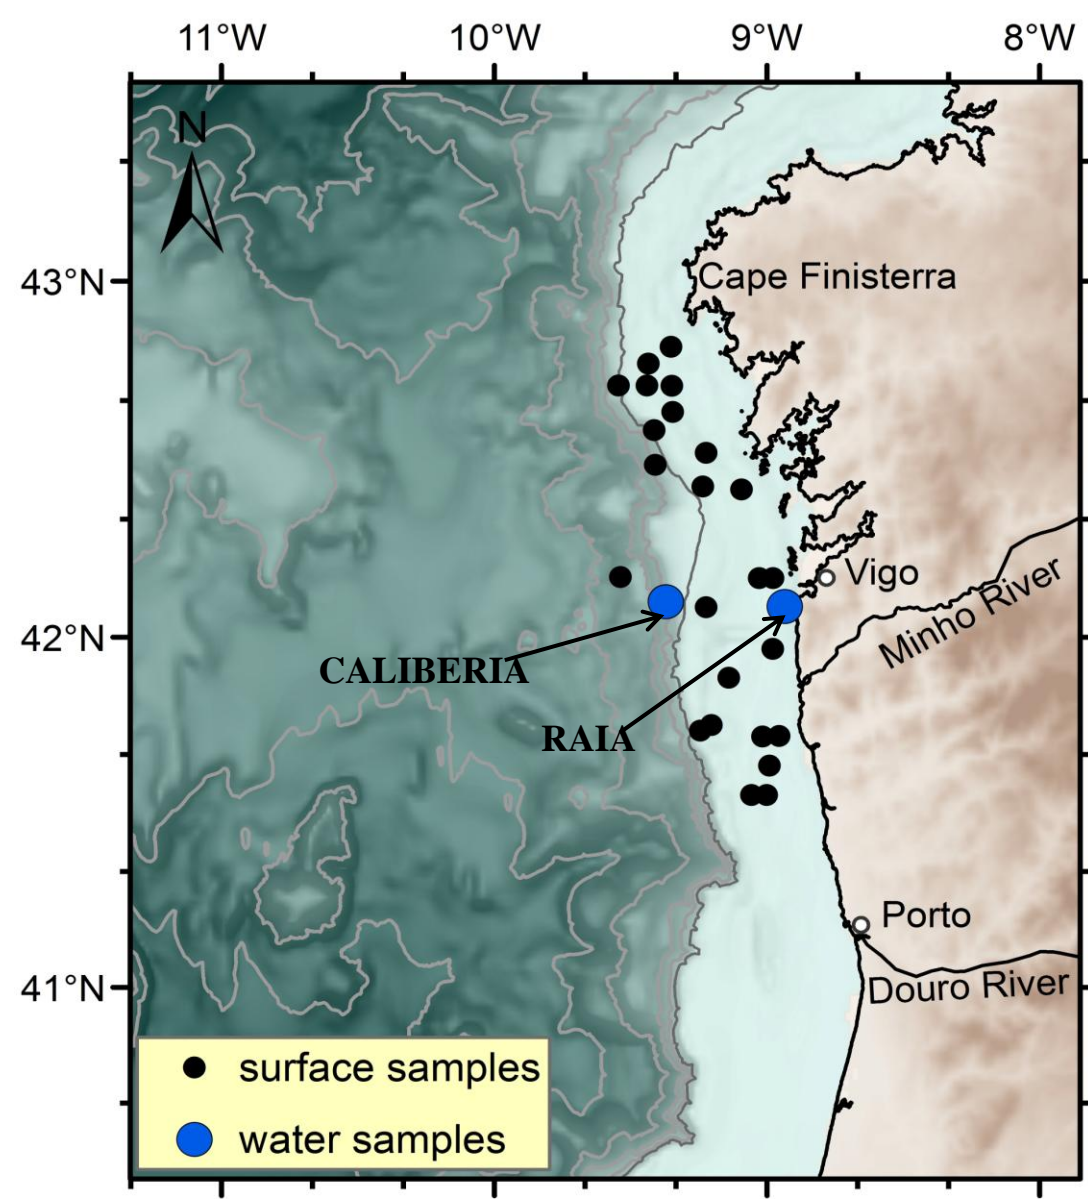 11°W 10°W 9°W 8°W
N
43°N
Cape Finisterra
Vigo
Minho River
42°N
CALIBERIA
RAIA
Porto
41°N
Douro River
surface samples
water samples